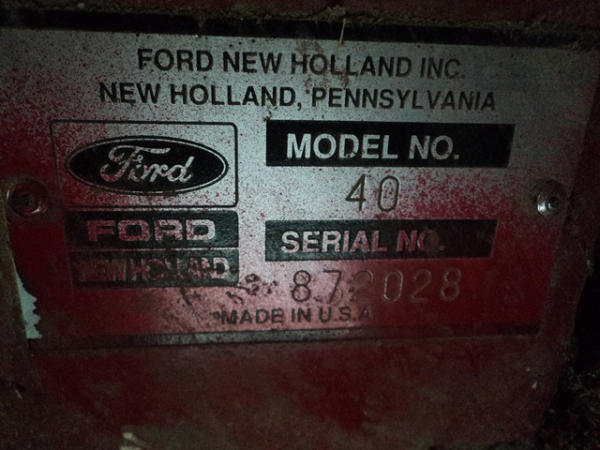 FORD NEW HOLLAND INC.
NEW HOLLAND, PENNSYLVANIA
Ford
FORD
NEW HOLLAND
MODEL NO.
40
SERIAL NO.
872028
MADE IN U.S.A